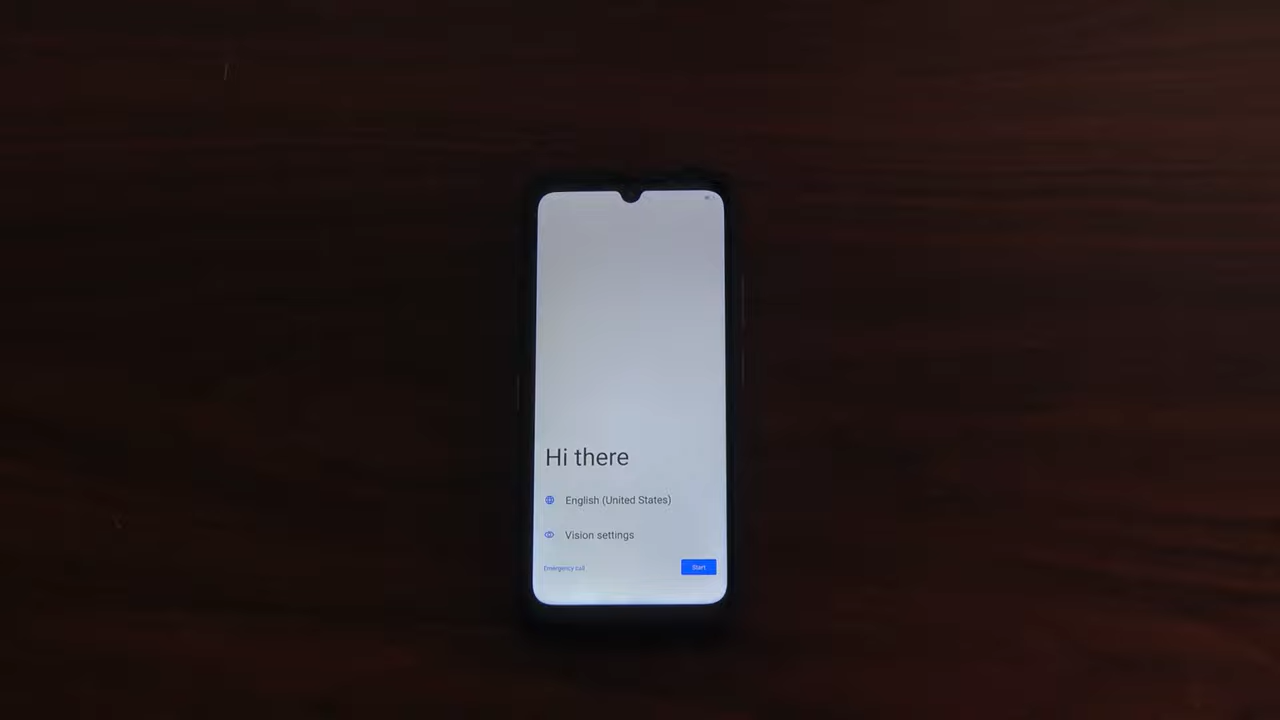 Hi there
English (United States)
Vision settings
Emergency call
Start